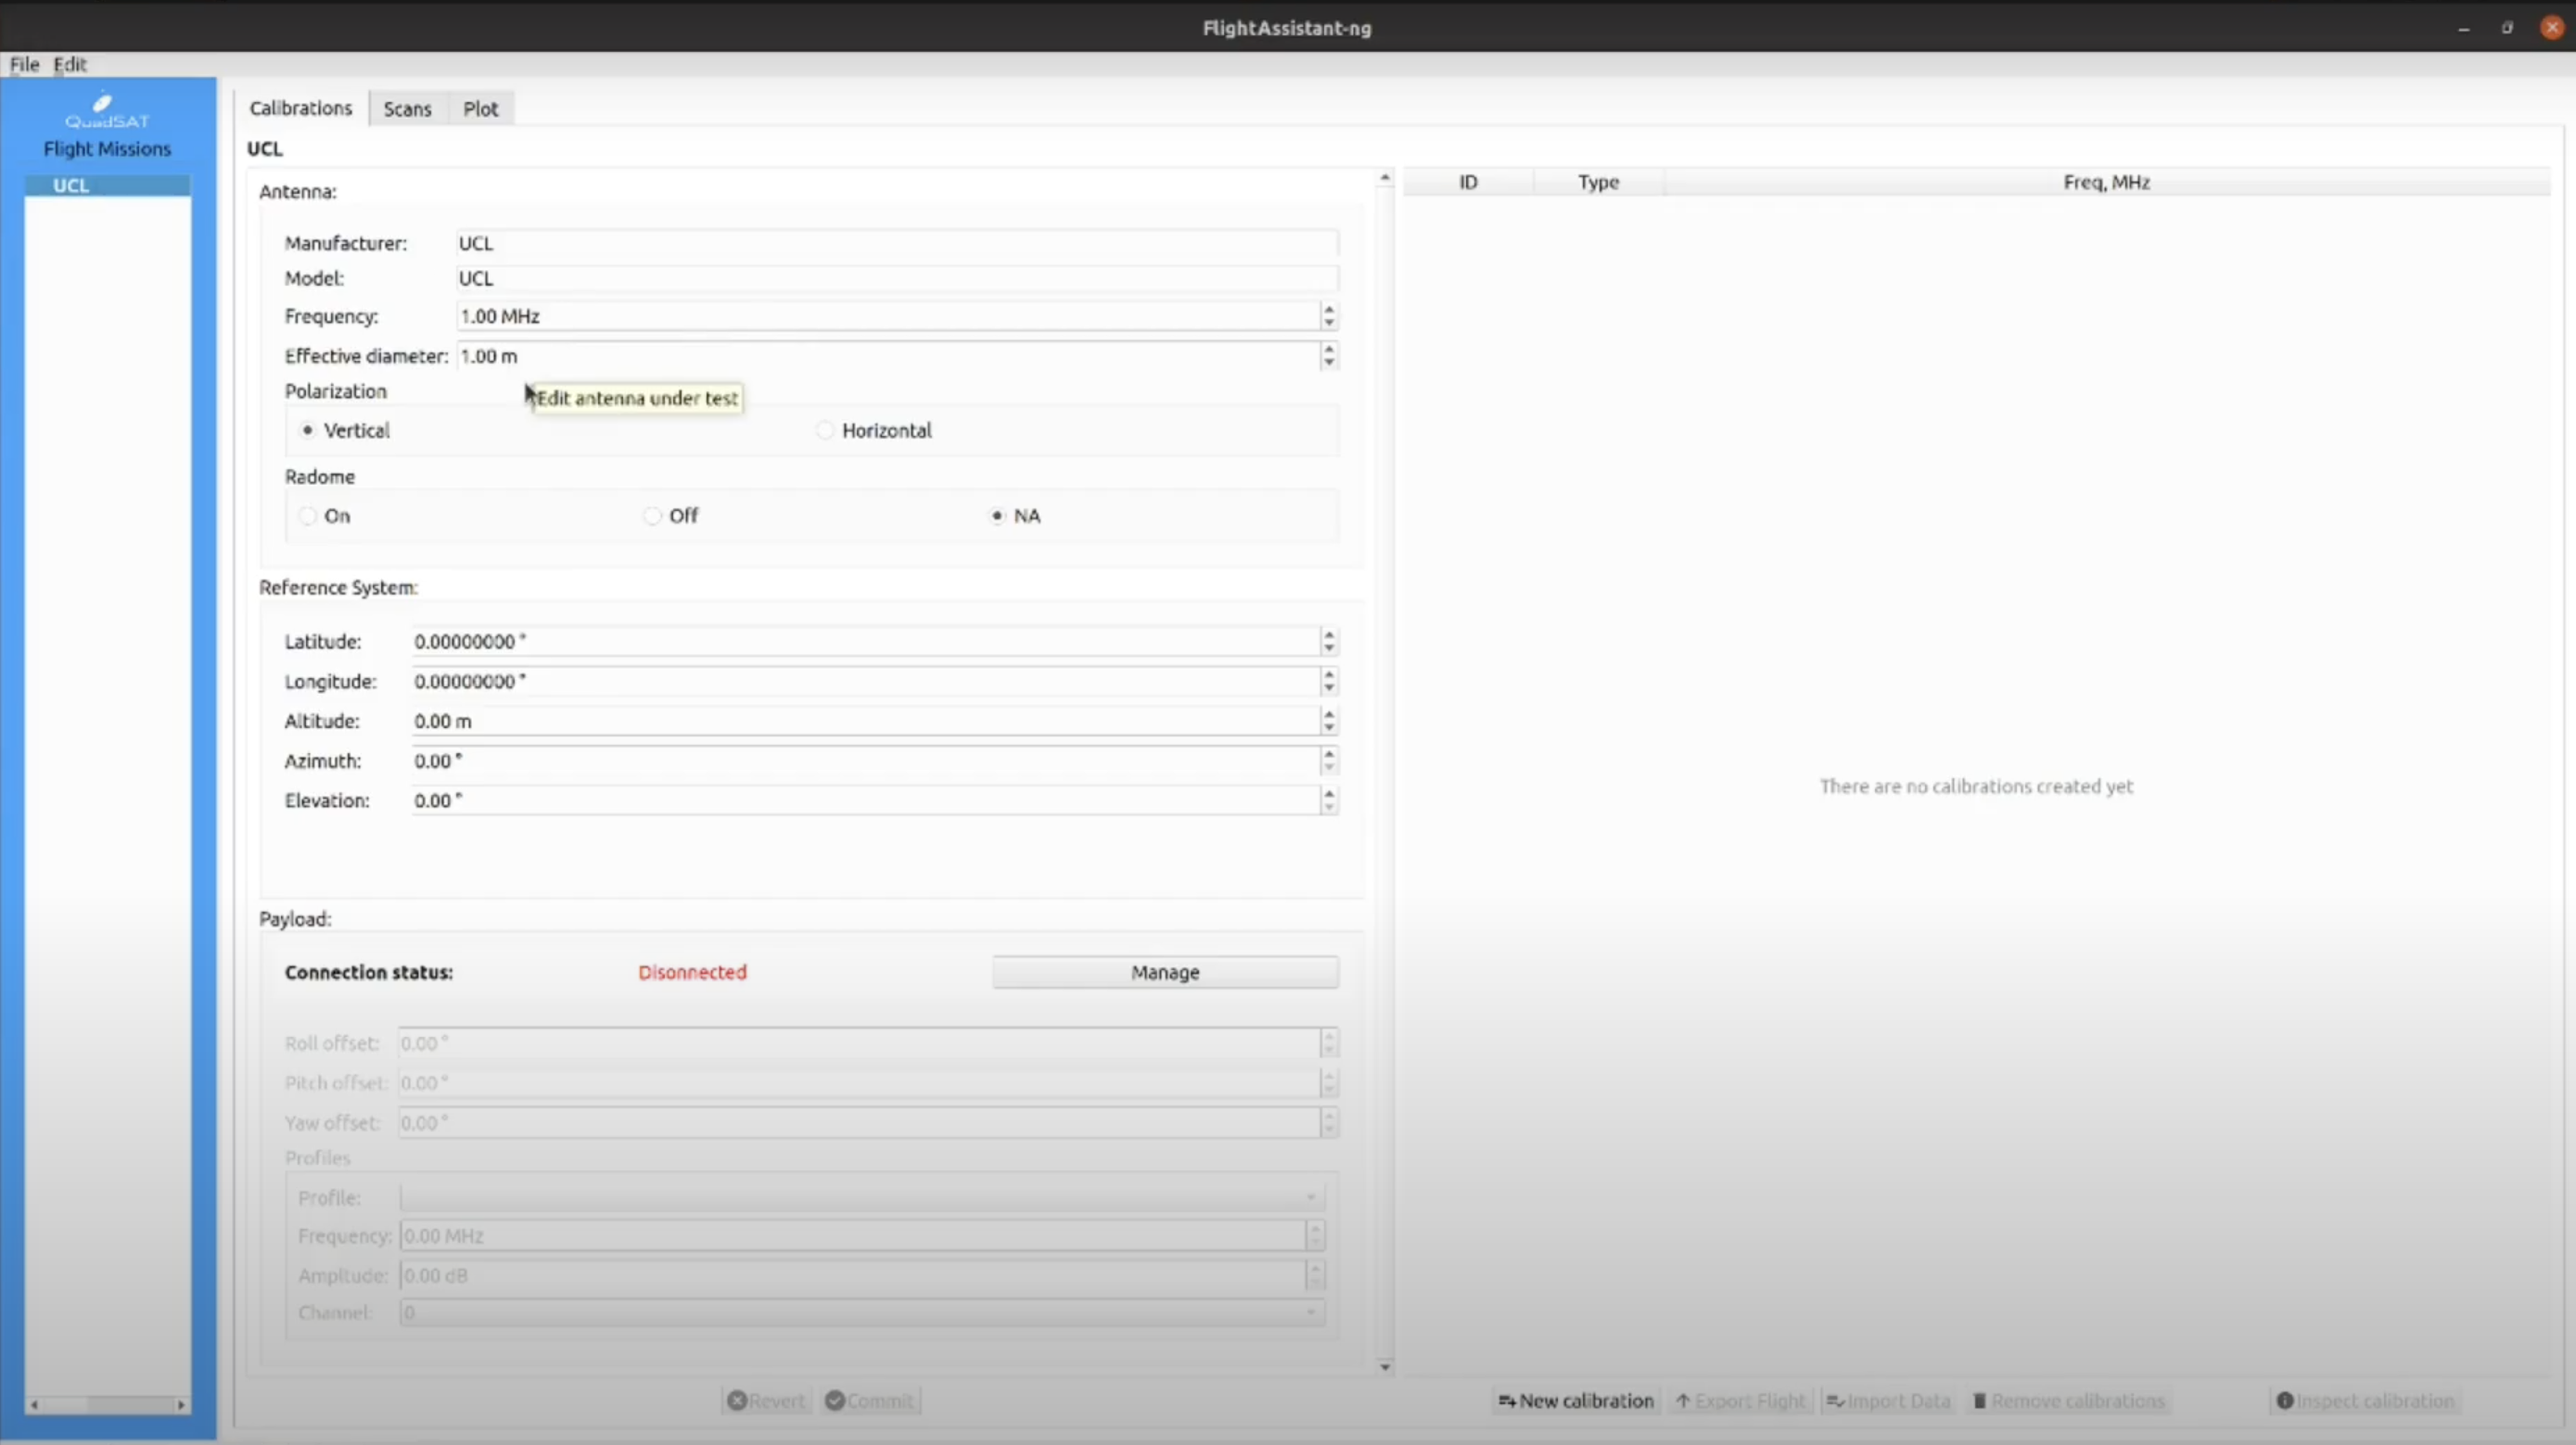 FlightAssistant-ng
File Edit
QuadSAT
Flight Missions
UCL
Calibrations Scans Plot
UCL
Antenna:
Manufacturer: UCL
Model: UCL
Frequency: 1.00 MHz
Effective diameter: 1.00 m
Polarization
Edit antenna under test
Vertical Horizontal
Radome
On Off NA
Reference System:
Latitude: 0.00000000 °
Longitude: 0.00000000 °
Altitude: 0.00 m
Azimuth: 0.00 °
Elevation: 0.00 °
Payload:
Connection status: Disonnected Manage
Roll offset: 0.00 °
Pitch offset: 0.00 °
Yaw offset: 0.00 °
Profiles
Profile:
Frequency: 0.00 MHz
Ampltude: 0.00 dB
Channel: 0
Revert Commit
ID Type Freq, MHz
There are no calibrations created yet
New calibration Export Flight Import Data Remove calibrations Inspect calibration